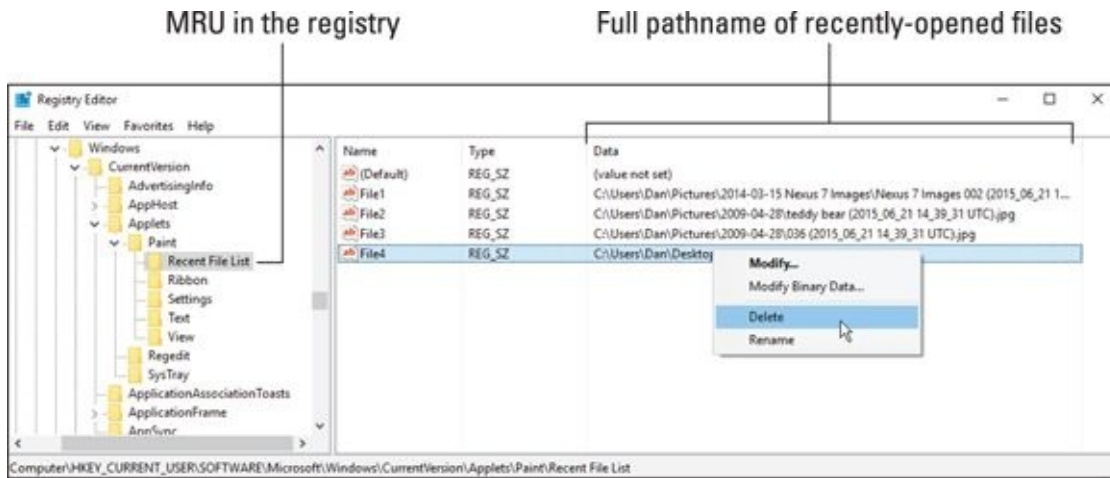 MRU in the registry
Full pathname of recently-opened files
Registry Editor
File Edit View Favorites Help
Windows
CurrentVersion
AdvertisingInfo
AppHost
Applets
Paint
Recent File List
Ribbon
Settings
Text
View
Regedit
SysTray
ApplicationAssociationToasts
ApplicationFrame
AppSync
Name Type Data
(Default) REG_SZ (value not set)
File1 REG_SZ C:\Users\Dan\Pictures\2014-03-15 Nexus 7 Images\Nexus 7 Images 002 (2015_06_21 1...
File2 REG_SZ C:\Users\Dan\Pictures\2009-04-28\teddy bear (2015_06_21 14_39_31 UTC).jpg
File3 REG_SZ C:\Users\Dan\Pictures\2009-04-28\036 (2015_06_21 14_39_31 UTC).jpg
File4 REG_SZ C:\Users\Dan\Desktop
Modify...
Modify Binary Data...
Delete
Rename
Computer\HKEY_CURRENT_USER\SOFTWARE\Microsoft\Windows\CurrentVersion\Applets\Paint\Recent File List